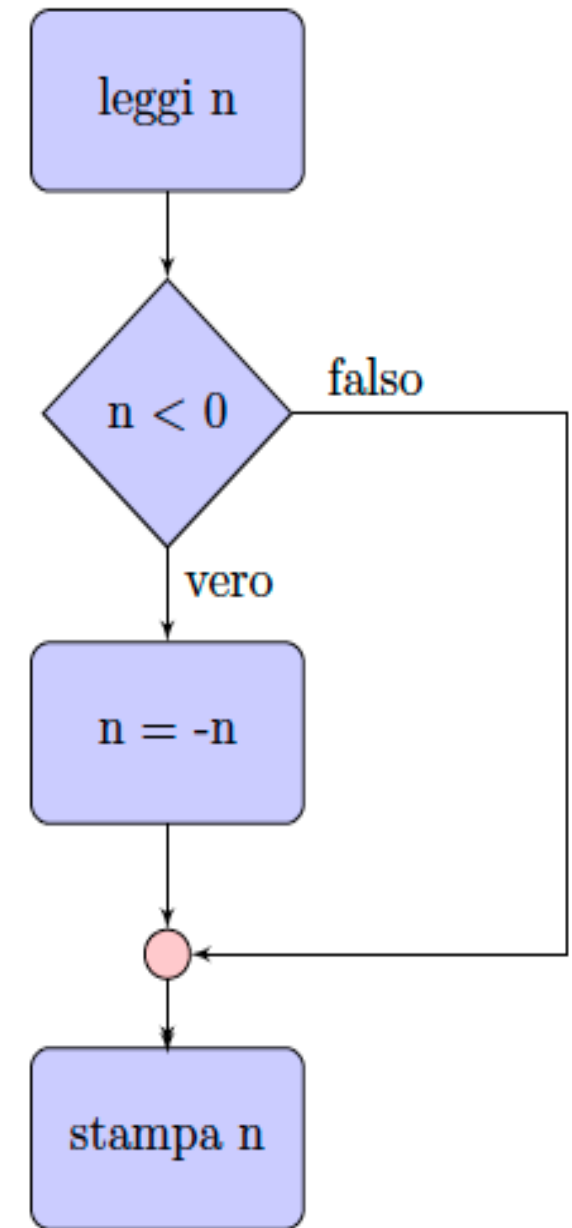 leggi n
falso
n < 0
vero
n = -n
stampa n